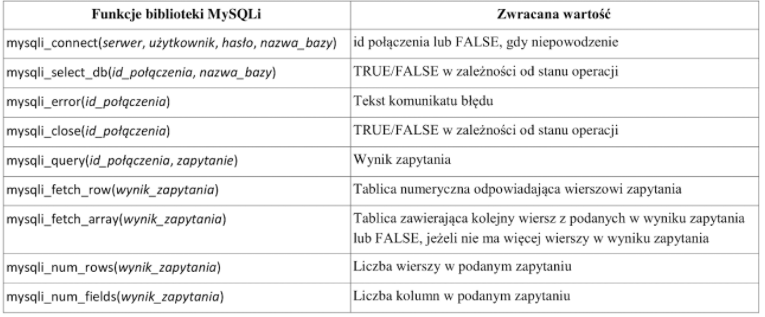 Funkcje biblioteki MySQLi Zwracana wartość
mysqli_connect(serwer, użytkownik, hasło, nazwa_bazy) id połączenia lub FALSE, gdy niepowodzenie
mysqli_select_db(id_połączenia, nazwa_bazy) TRUE/FALSE w zależności od stanu operacji
mysqli_error(id_połączenia) Tekst komunikatu błędu
mysqli_close(id_połączenia) TRUE/FALSE w zależności od stanu operacji
mysqli_query(id_połączenia, zapytanie) Wynik zapytania
mysqli_fetch_row(wynik_zapytania) Tablica numeryczna odpowiadająca wierszowi zapytania
mysqli_fetch_array(wynik_zapytania) Tablica zawierająca kolejny wiersz z podanych w wyniku zapytania
lub FALSE, jeżeli nie ma więcej wierszy w wyniku zapytania
mysqli_num_rows(wynik_zapytania) Liczba wierszy w podanym zapytaniu
mysqli_num_fields(wynik_zapytania) Liczba kolumn w podanym zapytaniu